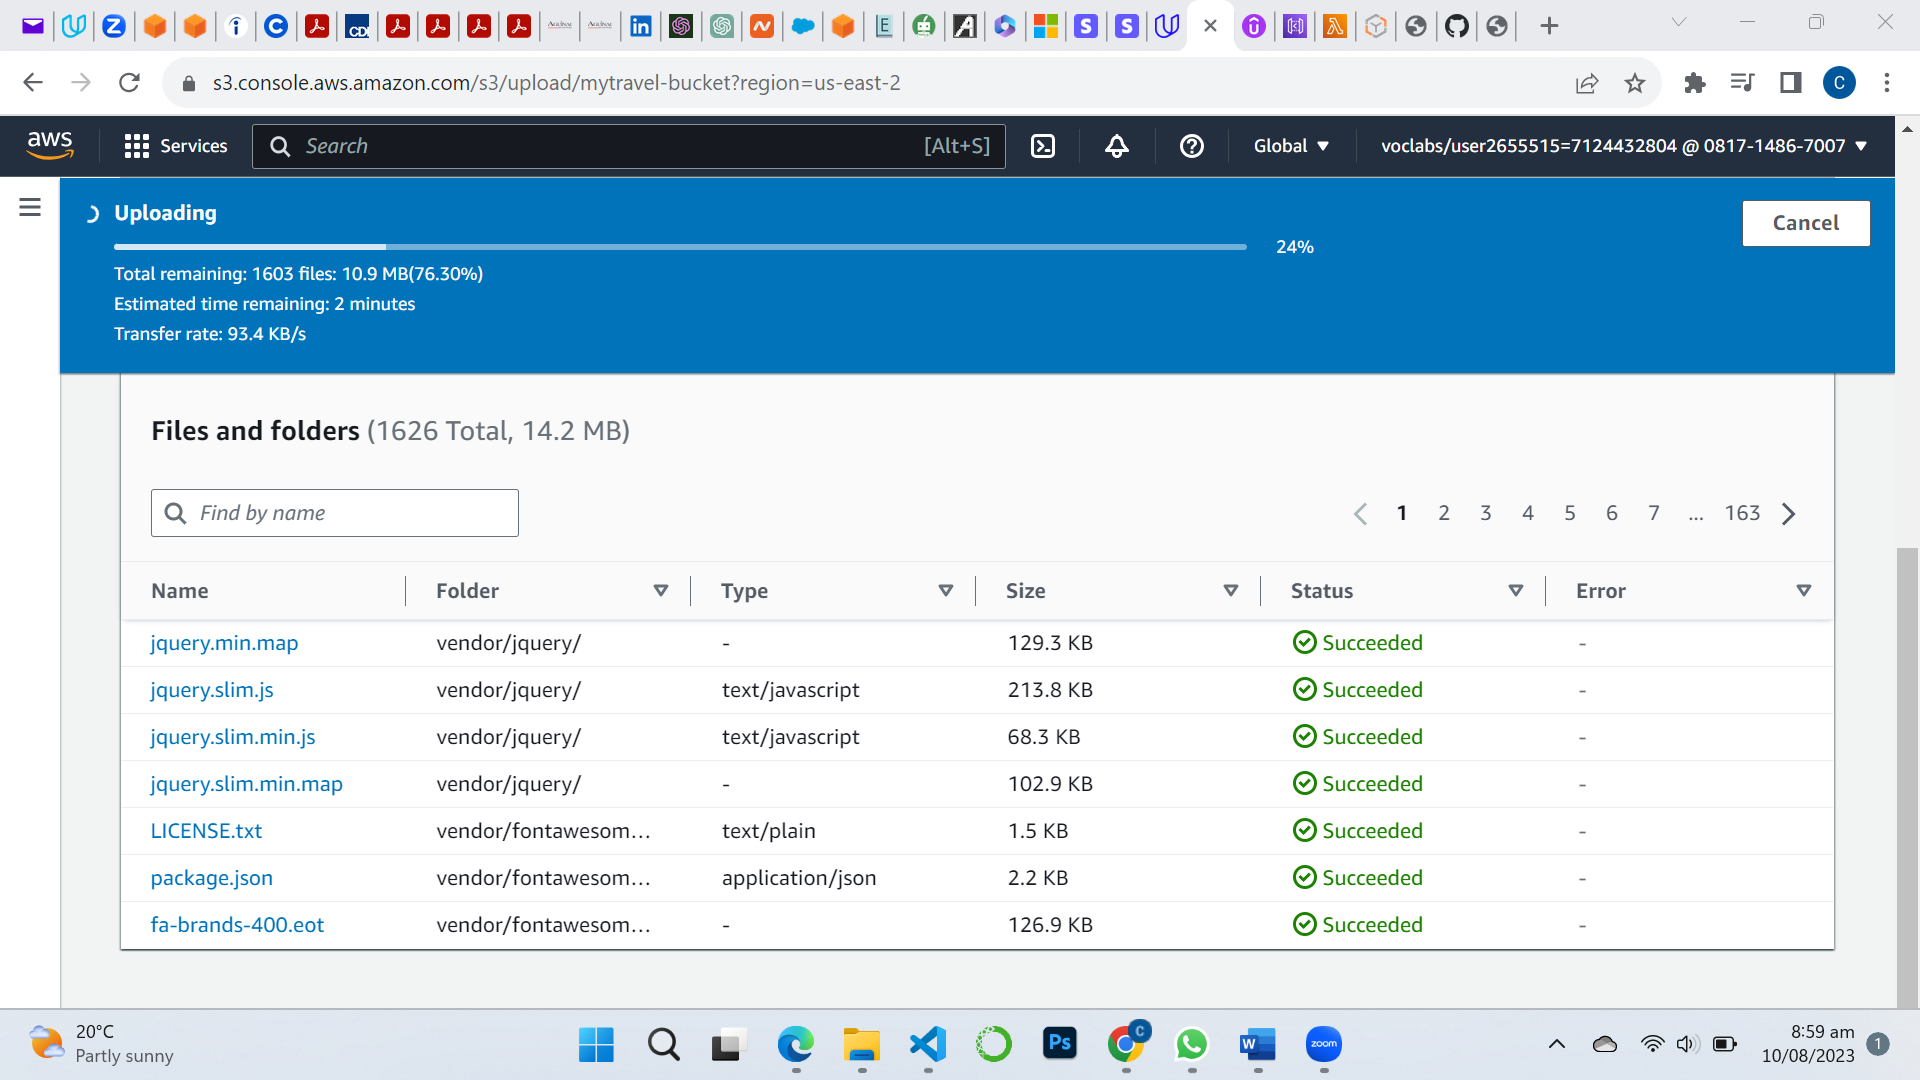 s3.console.aws.amazon.com/s3/upload/mytravel-bucket?region=us-east-2
C
aws
Services
Search
[Alt+S]
Global
voclabs/user2655515=7124432804 @ 0817-1486-7007
Uploading
24%
Cancel
Total remaining: 1603 files: 10.9 MB(76.30%)
Estimated time remaining: 2 minutes
Transfer rate: 93.4 KB/s
Files and folders (1626 Total, 14.2 MB)
Find by name
1 2 3 4 5 6 7 ... 163
Name Folder Type Size Status Error
jquery.min.map vendor/jquery/ - 129.3 KB Succeeded -
jquery.slim.js vendor/jquery/ text/javascript 213.8 KB Succeeded -
jquery.slim.min.js vendor/jquery/ text/javascript 68.3 KB Succeeded -
jquery.slim.min.map vendor/jquery/ - 102.9 KB Succeeded -
LICENSE.txt vendor/fontawesom... text/plain 1.5 KB Succeeded -
package.json vendor/fontawesom... application/json 2.2 KB Succeeded -
fa-brands-400.eot vendor/fontawesom... - 126.9 KB Succeeded -
20°C
Partly sunny
Ps
C
W
zoom
8:59 am
10/08/2023
1